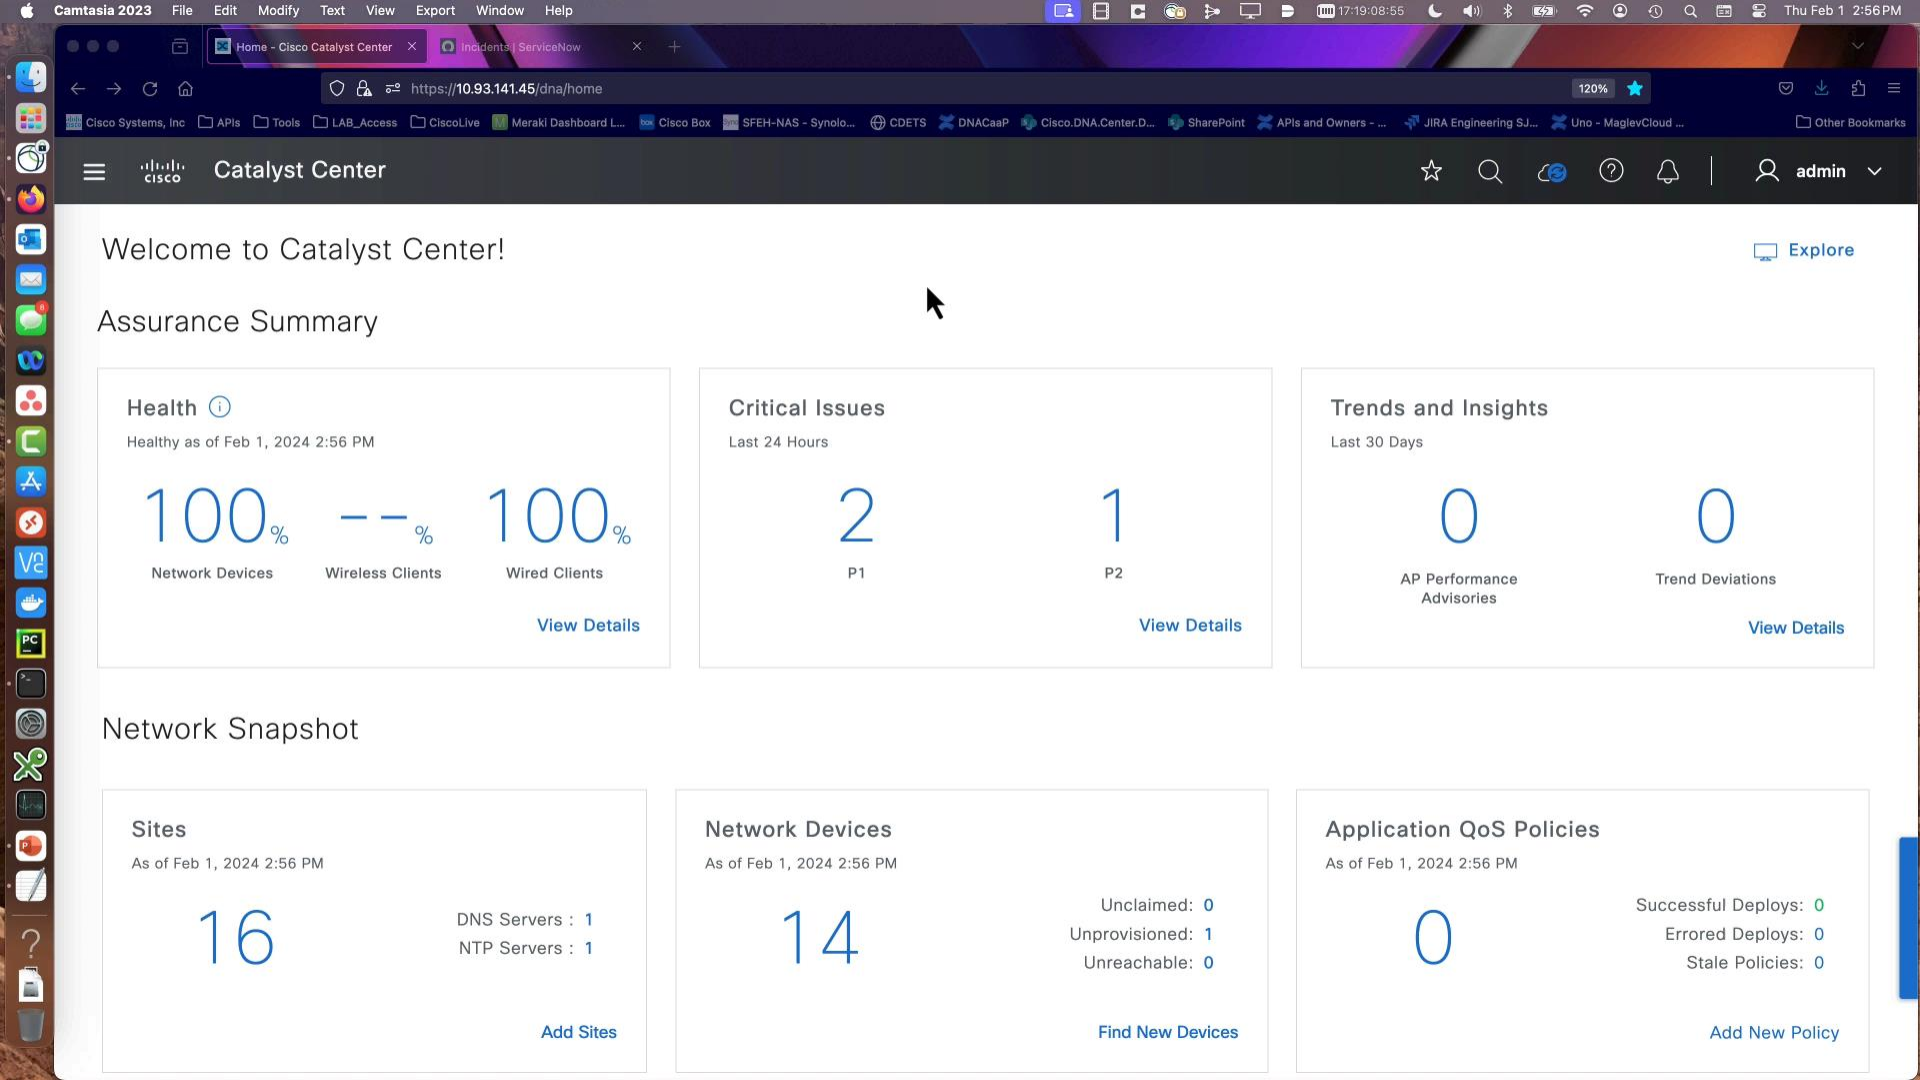 Camtasia 2023 File Edit Modify Text View Export Window Help 17:19:08:55 Thu Feb 1 2:56 PM
Home - Cisco Catalyst Center Incidents | ServiceNow
https://10.93.141.45/dna/home 120%
Cisco Systems, Inc APIs Tools LAB_Access CiscoLive Meraki Dashboard L... Cisco Box SFEH-NAS - Synolo... CDETS DNACaaP Cisco.DNA.Center.D... SharePoint APIs and Owners - ... JIRA Engineering SJ... Uno - MaglevCloud ... Other Bookmarks
cisco Catalyst Center admin
Welcome to Catalyst Center! Explore
Assurance Summary
Health
Healthy as of Feb 1, 2024 2:56 PM
100% --% 100%
Network Devices Wireless Clients Wired Clients
View Details
Critical Issues
Last 24 Hours
2 1
P1 P2
View Details
Trends and Insights
Last 30 Days
0 0
AP Performance
Advisories
Trend Deviations
View Details
Network Snapshot
Sites
As of Feb 1, 2024 2:56 PM
16
DNS Servers : 1
NTP Servers : 1
Add Sites
Network Devices
As of Feb 1, 2024 2:56 PM
14
Unclaimed: 0
Unprovisioned: 1
Unreachable: 0
Find New Devices
Application QoS Policies
As of Feb 1, 2024 2:56 PM
0
Successful Deploys: 0
Errored Deploys: 0
Stale Policies: 0
Add New Policy
PC